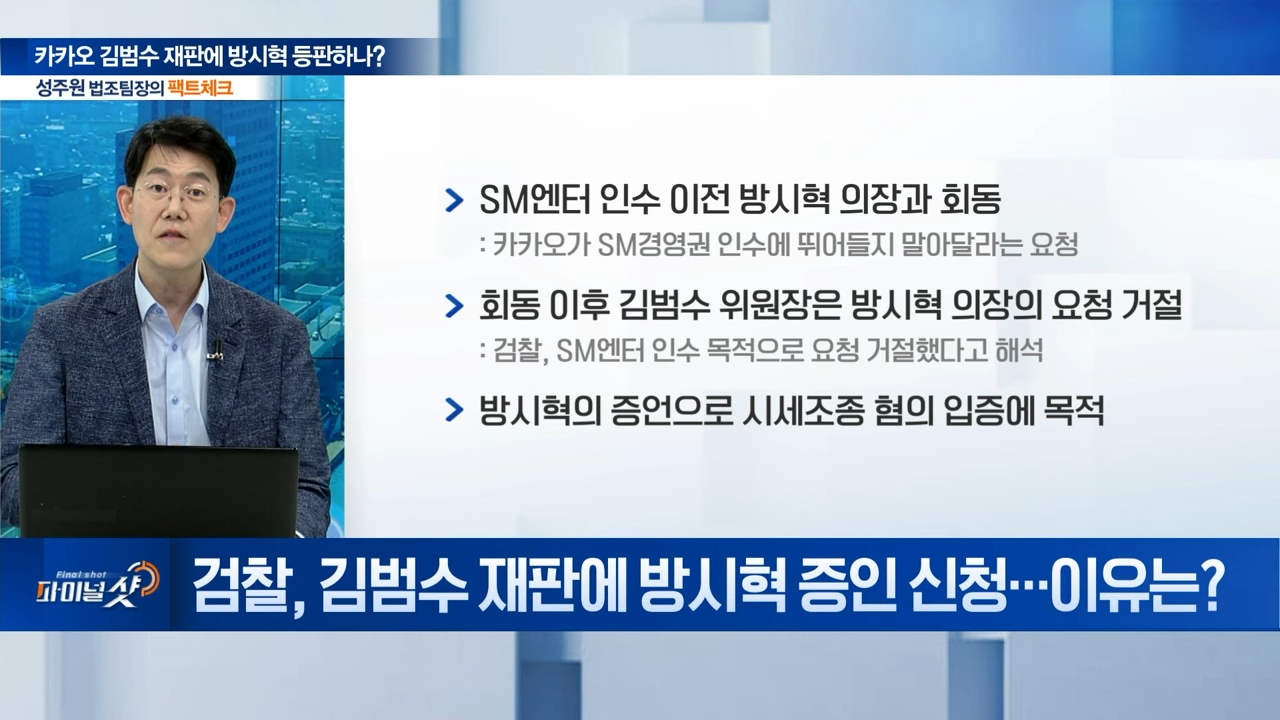 카카오 김범수 재판에 방시혁 등판하나?
성주원 법조팀장의 팩트체크
SM엔터 인수 이전 방시혁 의장과 회동
: 카카오가 SM경영권 인수에 뛰어들지 말아달라는 요청
회동 이후 김범수 위원장은 방시혁 의장의 요청 거절
: 검찰, SM엔터 인수 목적으로 요청 거절했다고 해석
방시혁의 증언으로 시세조종 혐의 입증에 목적
Final shot
파이널 샷
검찰, 김범수 재판에 방시혁 증인 신청…이유는?